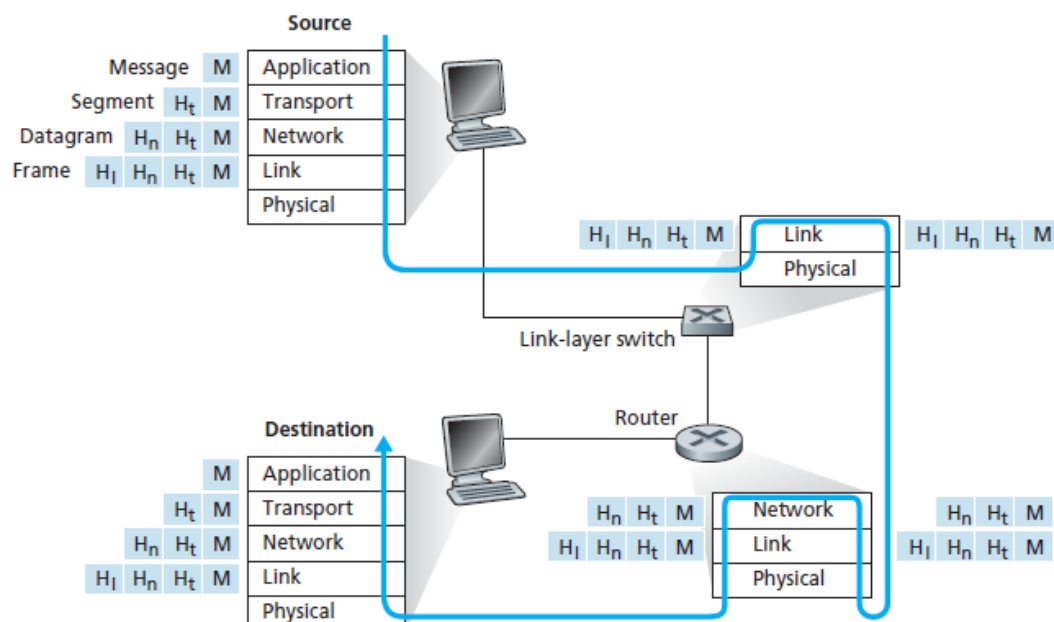 Source
Message M Application
Segment Ht M Transport
Datagram Hn Ht M Network
Frame Hl Hn Ht M Link
Physical
Hl Hn Ht M Link Hl Hn Ht M
Physical
Link-layer switch
Router
Destination
M Application
Ht M Transport
Hn Ht M Network
Hl Hn Ht M Link
Physical
Hn Ht M Network Hn Ht M
Hl Hn Ht M Link Hl Hn Ht M
Physical